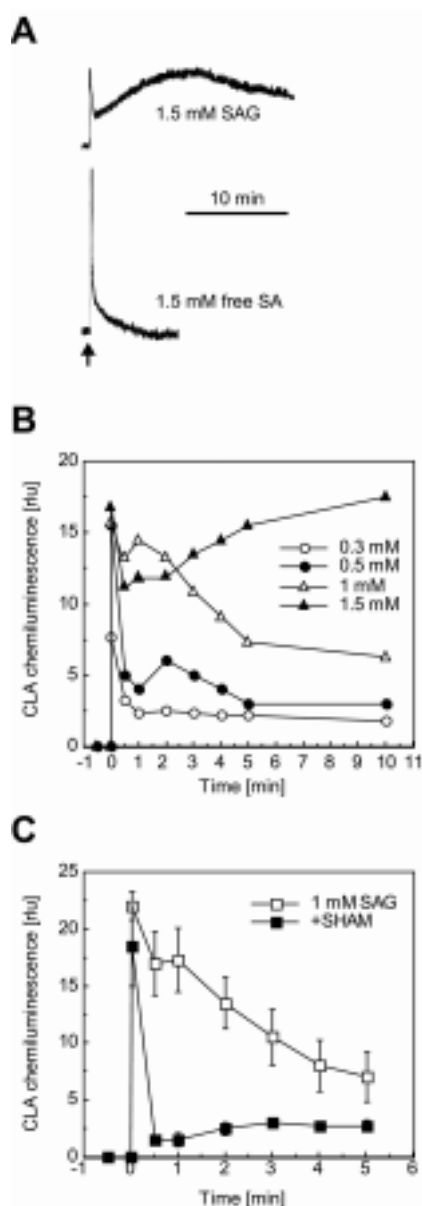 A
1.5 mM SAG
10 min
1.5 mM free SA
B
CLA chemiluminescence [rlu]
20
15
10
5
0
0.3 mM
0.5 mM
1 mM
1.5 mM
-1 0 1 2 3 4 5 6 7 8 9 10 11
Time [min]
C
CLA chemiluminescence [rlu]
25
20
15
10
5
0
1 mM SAG
+SHAM
-1 0 1 2 3 4 5 6
Time [min]